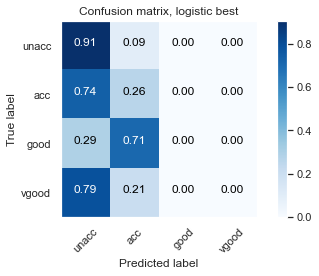 Confusion matrix, logistic best
True label
unacc 0.91 0.09 0.00 0.00
acc 0.74 0.26 0.00 0.00
good 0.29 0.71 0.00 0.00
vgood 0.79 0.21 0.00 0.00
unacc acc good vgood
Predicted label
0.8
0.6
0.4
0.2
0.0